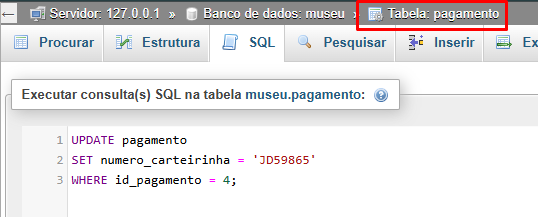 Servidor: 127.0.0.1 » Banco de dados: museu » Tabela: pagamento
Procurar Estrutura SQL Pesquisar Inserir Ex
Executar consulta(s) SQL na tabela museu.pagamento:
1 UPDATE pagamento
2 SET numero_carteirinha = 'JD59865'
3 WHERE id_pagamento = 4;